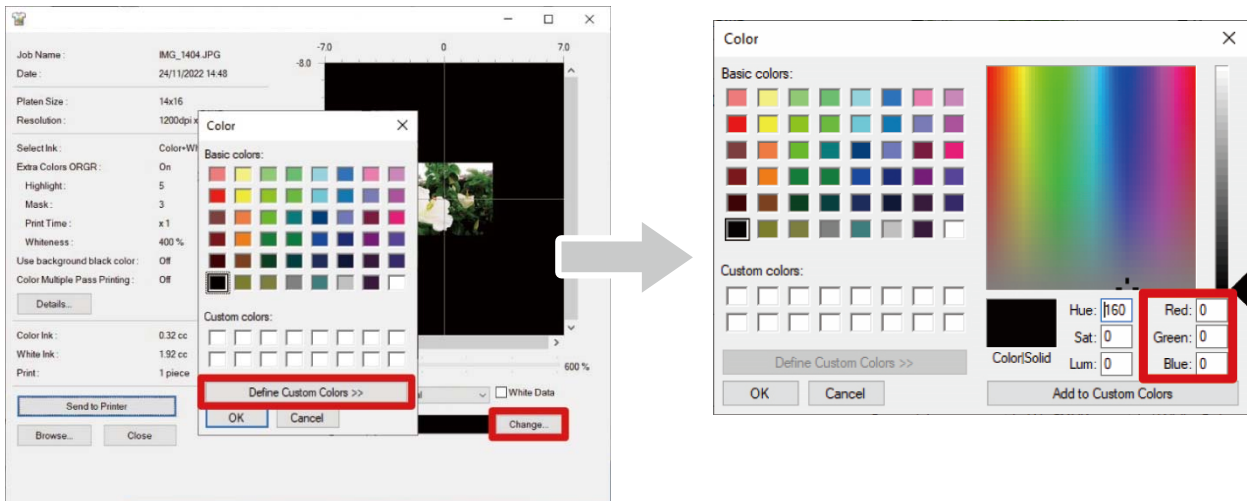 -7.0 0 7.0
-8.0
Job Name : IMG_1404.JPG
Date : 24/11/2022 14:48
Platen Size : 14x16
Resolution : 1200dpi x
Select Ink : Color+Wh
Extra Colors ORGR : On
Highlight : 5
Mask : 3
Print Time : x 1
Whiteness : 400 %
Use background black color : Off
Color Multiple Pass Printing : Off
Details...
Color Ink : 0.32 cc
White Ink : 1.92 cc
Print : 1 piece
Send to Printer
Browse... Close
Color
Basic colors:
Custom colors:
Define Custom Colors >>
OK Cancel
600 %
White Data
Change...
Color
Basic colors:
Custom colors:
Define Custom Colors >>
OK Cancel
Color|Solid
Hue: 160 Red: 0
Sat: 0 Green: 0
Lum: 0 Blue: 0
Add to Custom Colors